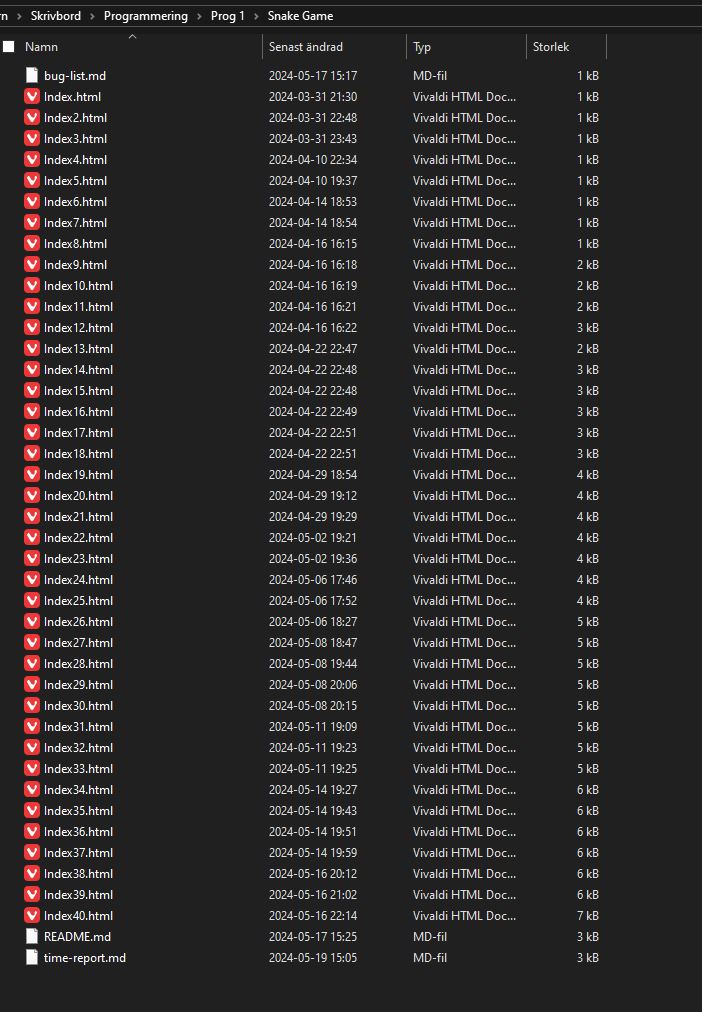 rn > Skrivbord > Programmering > Prog 1 > Snake Game
Namn Senast ändrad Typ Storlek
bug-list.md 2024-05-17 15:17 MD-fil 1 kB
Index.html 2024-03-31 21:30 Vivaldi HTML Doc... 1 kB
Index2.html 2024-03-31 22:48 Vivaldi HTML Doc... 1 kB
Index3.html 2024-03-31 23:43 Vivaldi HTML Doc... 1 kB
Index4.html 2024-04-10 22:34 Vivaldi HTML Doc... 1 kB
Index5.html 2024-04-10 19:37 Vivaldi HTML Doc... 1 kB
Index6.html 2024-04-14 18:53 Vivaldi HTML Doc... 1 kB
Index7.html 2024-04-14 18:54 Vivaldi HTML Doc... 1 kB
Index8.html 2024-04-16 16:15 Vivaldi HTML Doc... 1 kB
Index9.html 2024-04-16 16:18 Vivaldi HTML Doc... 2 kB
Index10.html 2024-04-16 16:19 Vivaldi HTML Doc... 2 kB
Index11.html 2024-04-16 16:21 Vivaldi HTML Doc... 2 kB
Index12.html 2024-04-16 16:22 Vivaldi HTML Doc... 3 kB
Index13.html 2024-04-22 22:47 Vivaldi HTML Doc... 2 kB
Index14.html 2024-04-22 22:48 Vivaldi HTML Doc... 3 kB
Index15.html 2024-04-22 22:48 Vivaldi HTML Doc... 3 kB
Index16.html 2024-04-22 22:49 Vivaldi HTML Doc... 3 kB
Index17.html 2024-04-22 22:51 Vivaldi HTML Doc... 3 kB
Index18.html 2024-04-22 22:51 Vivaldi HTML Doc... 3 kB
Index19.html 2024-04-29 18:54 Vivaldi HTML Doc... 4 kB
Index20.html 2024-04-29 19:12 Vivaldi HTML Doc... 4 kB
Index21.html 2024-04-29 19:29 Vivaldi HTML Doc... 4 kB
Index22.html 2024-05-02 19:21 Vivaldi HTML Doc... 4 kB
Index23.html 2024-05-02 19:36 Vivaldi HTML Doc... 4 kB
Index24.html 2024-05-06 17:46 Vivaldi HTML Doc... 4 kB
Index25.html 2024-05-06 17:52 Vivaldi HTML Doc... 4 kB
Index26.html 2024-05-06 18:27 Vivaldi HTML Doc... 5 kB
Index27.html 2024-05-08 18:47 Vivaldi HTML Doc... 5 kB
Index28.html 2024-05-08 19:44 Vivaldi HTML Doc... 5 kB
Index29.html 2024-05-08 20:06 Vivaldi HTML Doc... 5 kB
Index30.html 2024-05-08 20:15 Vivaldi HTML Doc... 5 kB
Index31.html 2024-05-11 19:09 Vivaldi HTML Doc... 5 kB
Index32.html 2024-05-11 19:23 Vivaldi HTML Doc... 5 kB
Index33.html 2024-05-11 19:25 Vivaldi HTML Doc... 5 kB
Index34.html 2024-05-14 19:27 Vivaldi HTML Doc... 6 kB
Index35.html 2024-05-14 19:43 Vivaldi HTML Doc... 6 kB
Index36.html 2024-05-14 19:51 Vivaldi HTML Doc... 6 kB
Index37.html 2024-05-14 19:59 Vivaldi HTML Doc... 6 kB
Index38.html 2024-05-16 20:12 Vivaldi HTML Doc... 6 kB
Index39.html 2024-05-16 21:02 Vivaldi HTML Doc... 6 kB
Index40.html 2024-05-16 22:14 Vivaldi HTML Doc... 7 kB
README.md 2024-05-17 15:25 MD-fil 3 kB
time-report.md 2024-05-19 15:05 MD-fil 3 kB